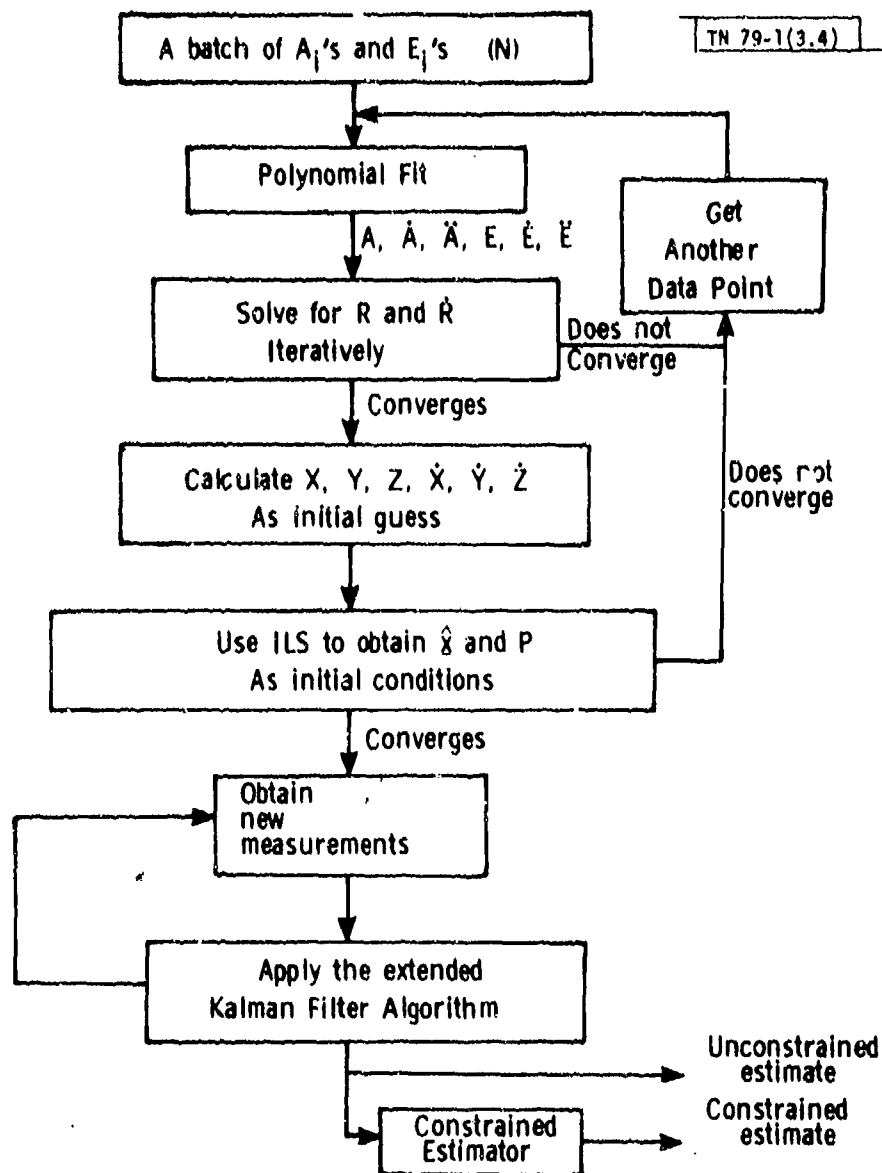 TN 79-1(3.4)
A batch of Aᵢ's and Eᵢ's (N)
Polynomial Fit
A, Ȧ, Ä, E, Ė, Ë
Get
Another
Data Point
Solve for R and Ṙ
Iteratively
Does not
Converge
Converges
Calculate X, Y, Z, Ẋ, Ẏ, Ż
As initial guess
Does not
converge
Use ILS to obtain x̂ and P
As initial conditions
Converges
Obtain
new
measurements
Apply the extended
Kalman Filter Algorithm
Unconstrained
estimate
Constrained
Estimator
Constrained
estimate